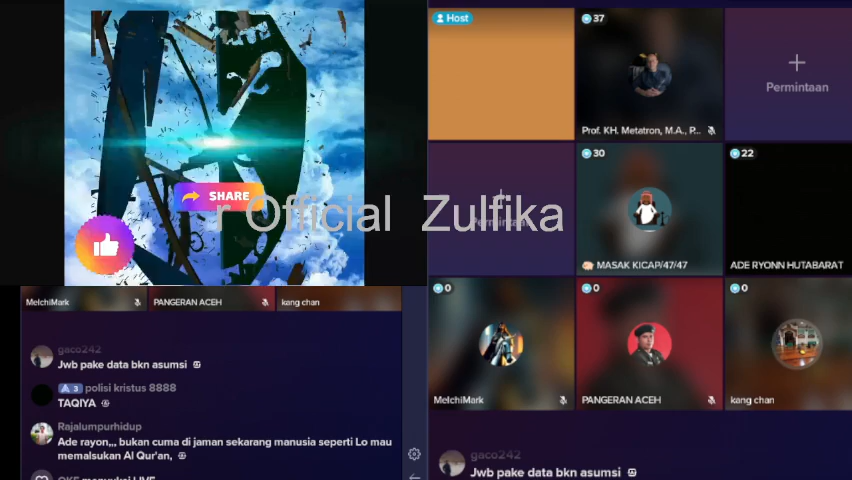 SHARE
r Official Zulfika
MelchiMark
PANGERAN ACEH
kang chan
gaco242
Jwb pake data bkn asumsi
3 polisi kristus 8888
TAQIYA
Rajalumpurhidup
Ade rayon,,, bukan cuma di jaman sekarang manusia seperti Lo mau
memalsukan Al Qur'an,
Host
37
Prof. KH. Metatron, M.A., P...
Permintaan
30
MASAK KICAP/47/47
22
ADE RYONN HUTABARAT
0
MelchiMark
0
PANGERAN ACEH
0
kang chan
gaco242
Jwb pake data bkn asumsi